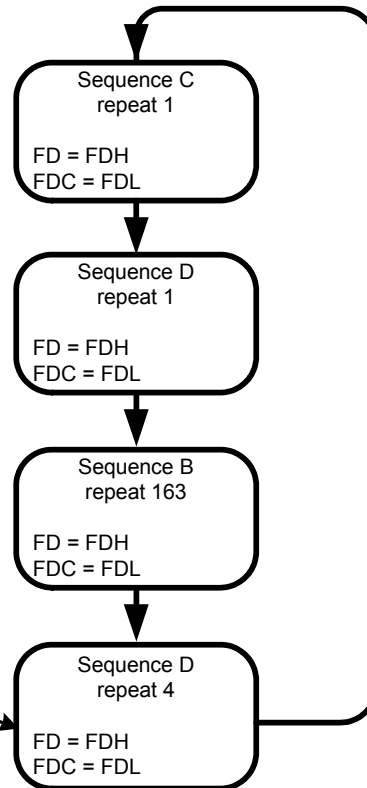 Sequence C
repeat 1
FD = FDH
FDC = FDL
Sequence D
repeat 1
FD = FDH
FDC = FDL
Sequence B
repeat 163
FD = FDH
FDC = FDL
Sequence D
repeat 4
FD = FDH
FDC = FDL